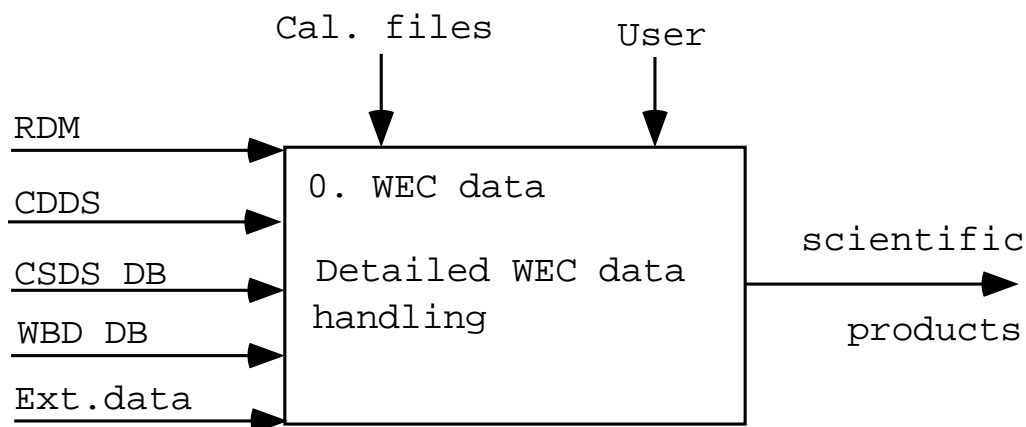 Cal. files
User
RDM
CDDS
CSDS DB
WBD DB
Ext.data
0. WEC data
Detailed WEC data
handling
scientific
products